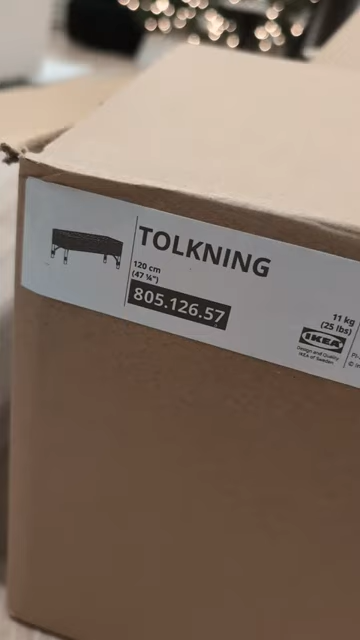 TOLKNING
120 cm
(47 ¼")
805.126.57
11 kg
(25 lbs)
IKEA
Design and Quality
IKEA of Sweden